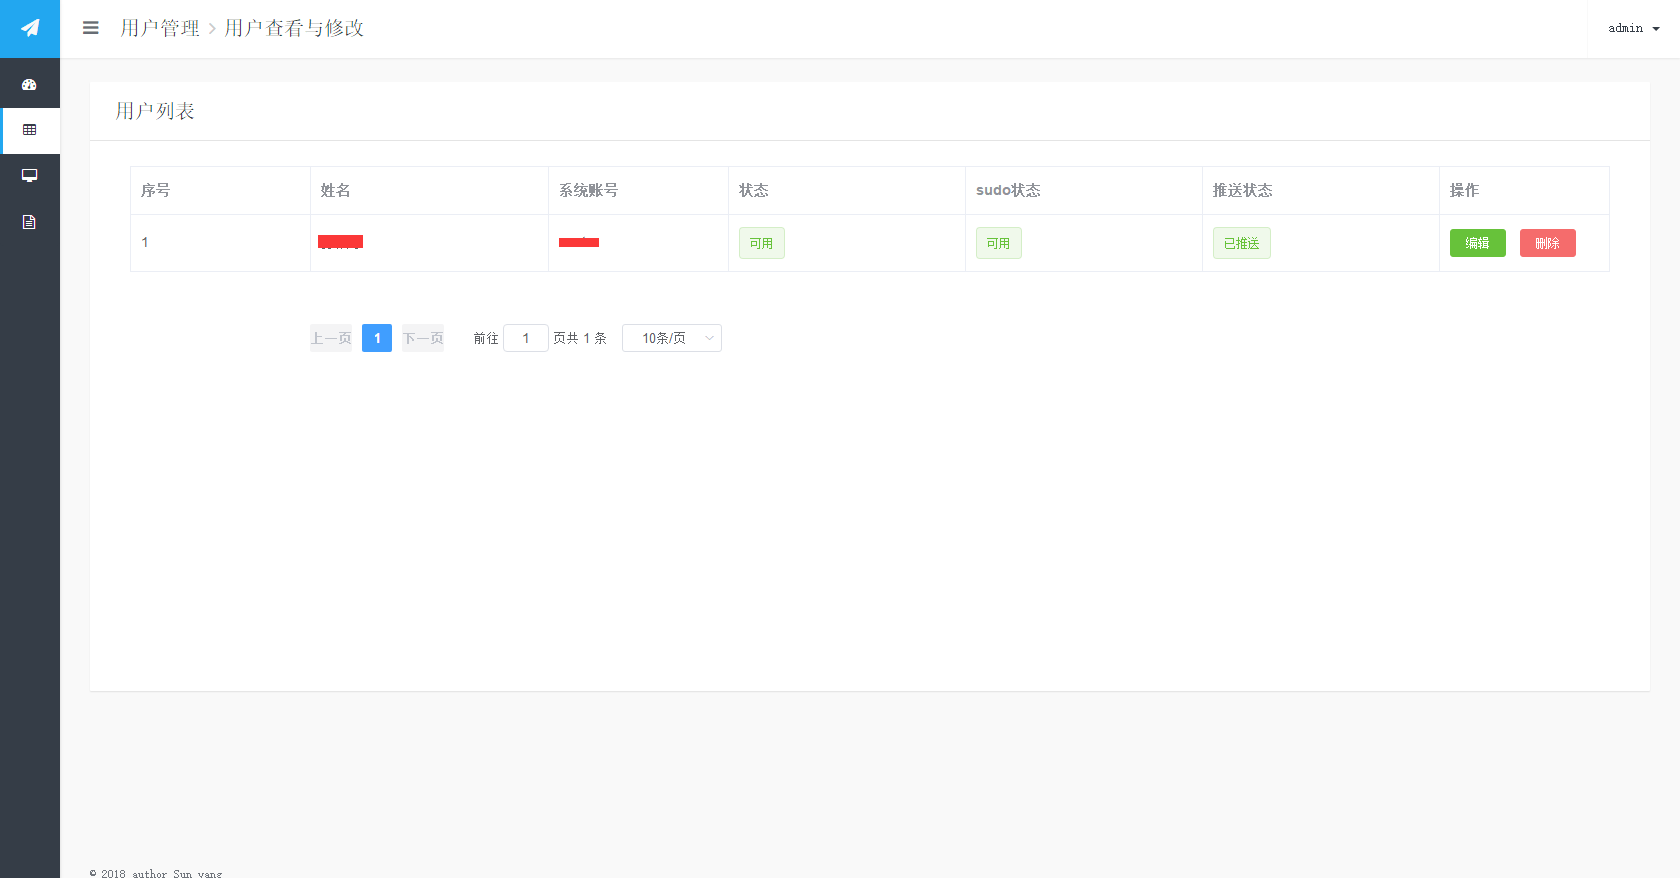 用户管理 > 用户查看与修改
admin
用户列表
序号 姓名 系统账号 状态 sudo状态 推送状态 操作
1 可用 可用 已推送 编辑 删除
上一页 1 下一页 前往 1 页共 1 条 10条/页
© 2018 author Sun yang